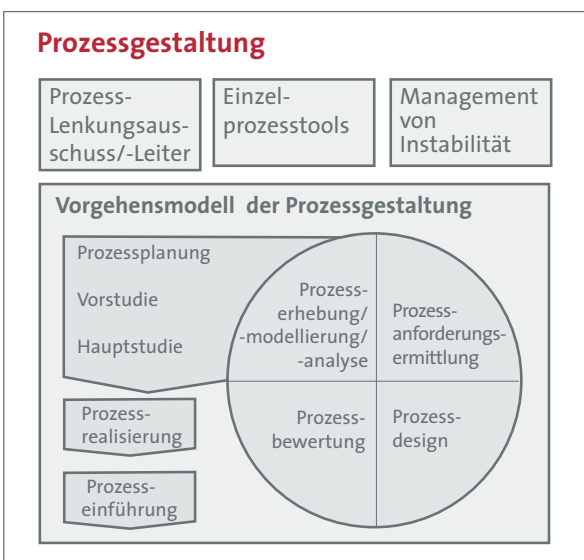 Prozessgestaltung
Prozess-
Lenkungsaus-
schuss/-Leiter
Einzel-
prozesstools
Management
von
Instabilität
Vorgehensmodell der Prozessgestaltung
Prozessplanung
Vorstudie
Hauptstudie
Prozess-
erhebung/
-modellierung/
-analyse
Prozess-
anforderungs-
ermittlung
Prozess-
bewertung
Prozess-
design
Prozess-
realisierung
Prozess-
einführung